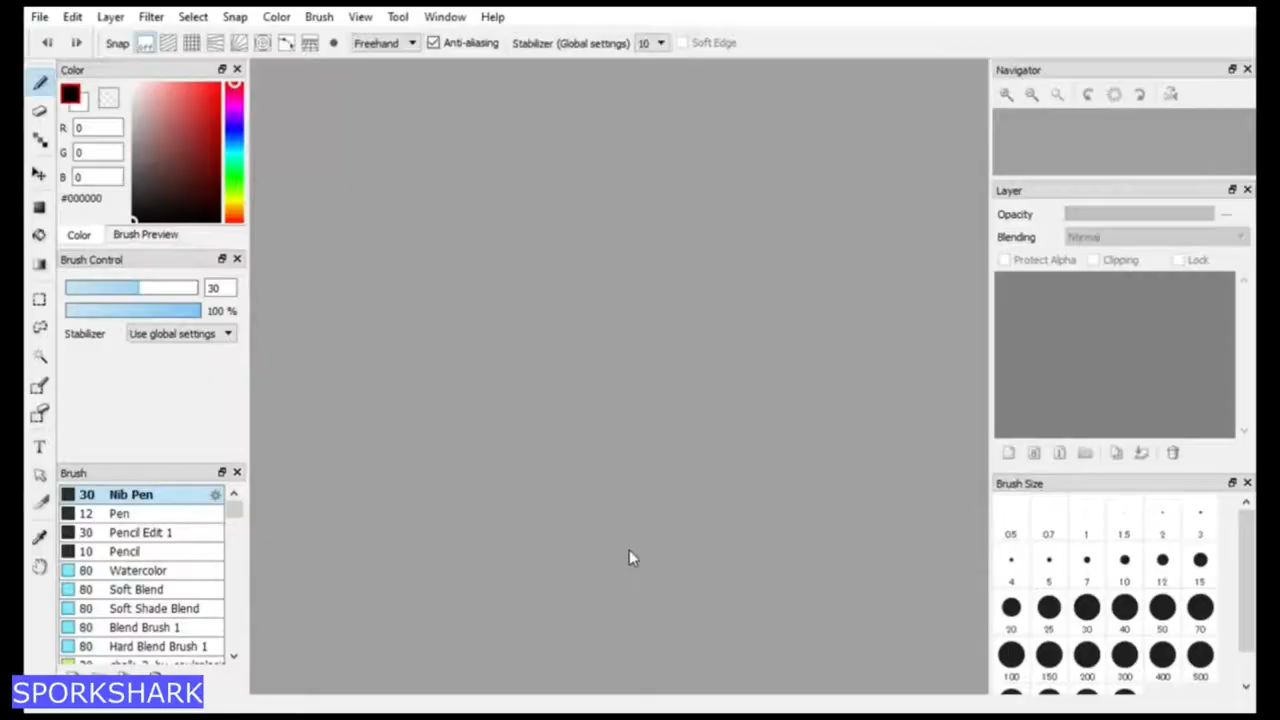 File Edit Layer Filter Select Snap Color Brush View Tool Window Help
Snap off Freehand Anti-aliasing Stabilizer (Global settings) 10 Soft Edge
Color
R: 0
G: 0
B: 0
#000000
Color Brush Preview
Brush Control
30
100 %
Stabilizer Use global settings
Brush
30 Nib Pen
12 Pen
30 Pencil Edit 1
10 Pencil
80 Watercolor
80 Soft Blend
80 Soft Shade Blend
80 Blend Brush 1
80 Hard Blend Brush 1
SPORKSHARK
Navigator
Layer
Opacity
Blending Normal
Protect Alpha Clipping Lock
Brush Size
0.5 0.7 1 1.5 2 3
4 5 7 10 12 15
20 25 30 40 50 70
100 150 200 300 400 500